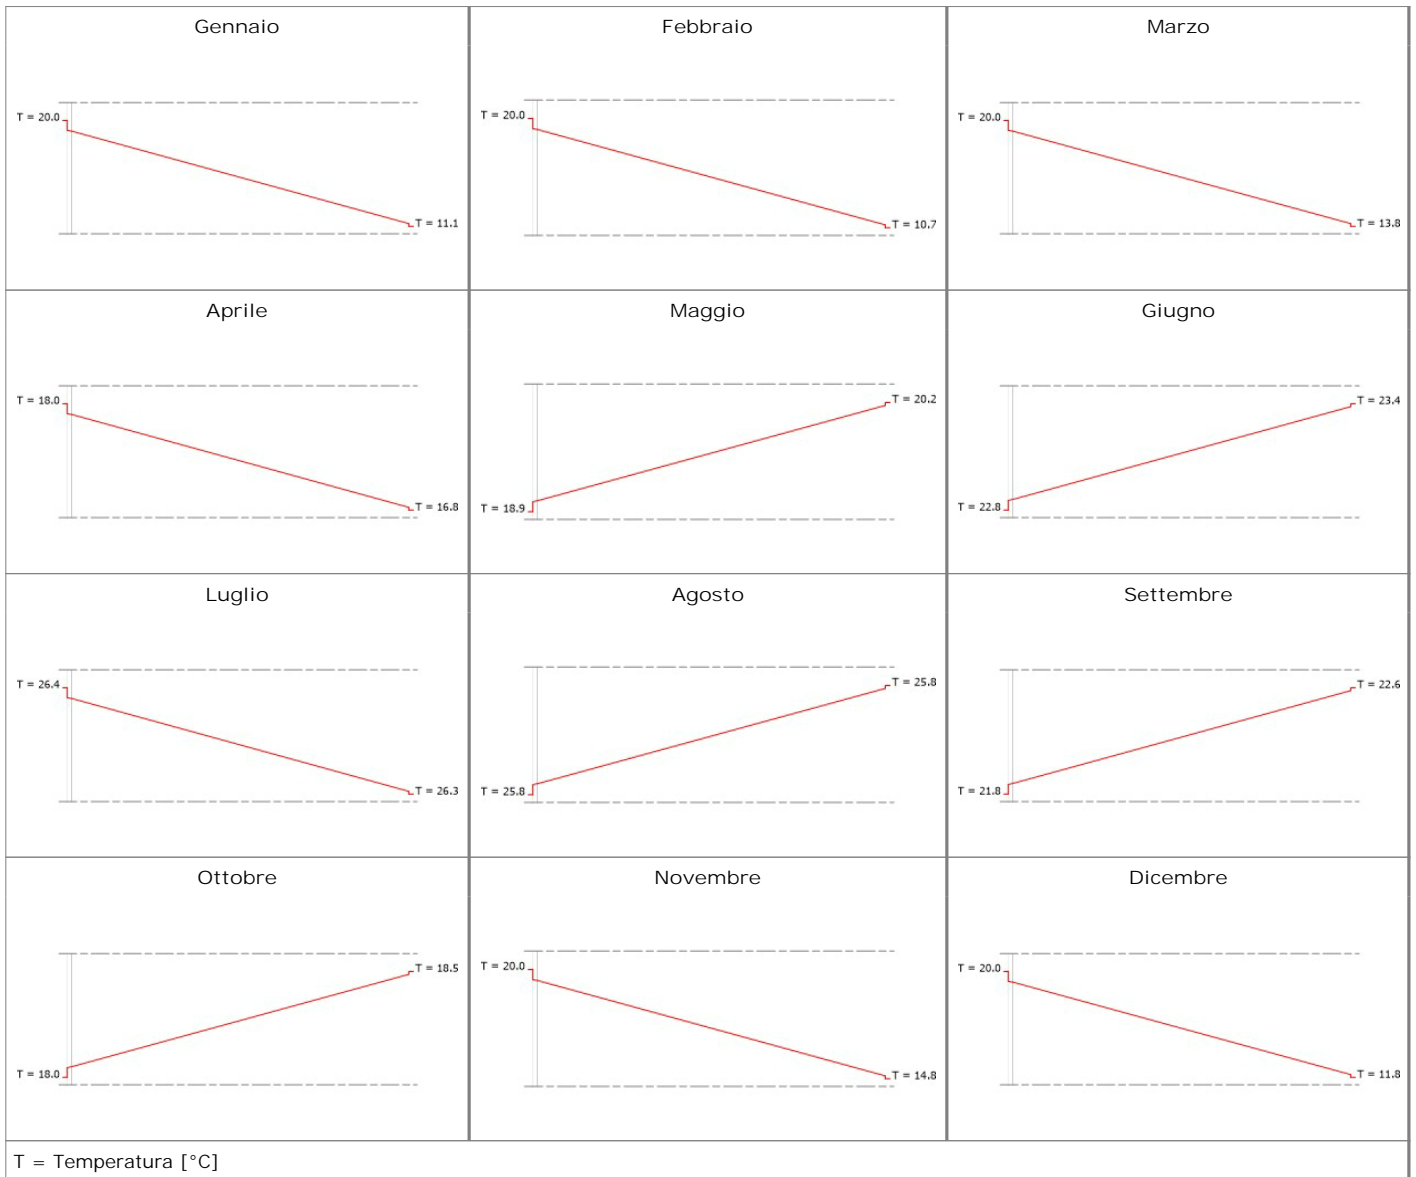 Gennaio
Febbraio
Marzo
T = 20.0
T = 11.1
T = 20.0
T = 10.7
T = 20.0
T = 13.8
Aprile
Maggio
Giugno
T = 18.0
T = 16.8
T = 20.2
T = 18.9
T = 23.4
T = 22.8
Luglio
Agosto
Settembre
T = 26.4
T = 26.3
T = 25.8
T = 25.8
T = 22.6
T = 21.8
Ottobre
Novembre
Dicembre
T = 18.5
T = 18.0
T = 20.0
T = 14.8
T = 20.0
T = 11.8
T = Temperatura [°C]